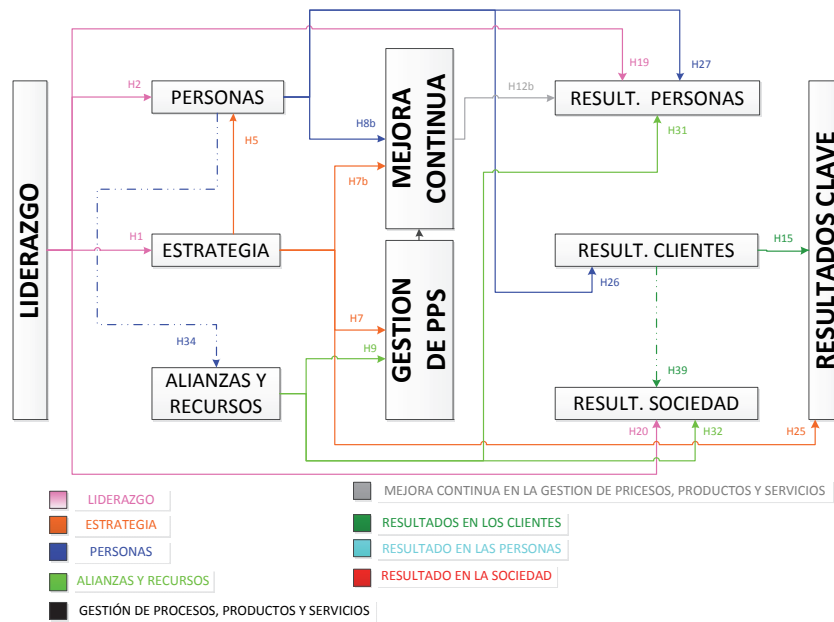 H19
H27
H2
PERSONAS
H8b
H12b
RESULT. PERSONAS
H5
H7b
H31
LIDERAZGO
MEJORA
CONTINUA
RESULTADOS CLAVE
H1
ESTRATEGIA
RESULT. CLIENTES
H15
H26
H7
H9
GESTION
DE PPS
H34
ALIANZAS Y
RECURSOS
H39
RESULT. SOCIEDAD
H20
H32
H25
LIDERAZGO
ESTRATEGIA
PERSONAS
ALIANZAS Y RECURSOS
GESTIÓN DE PROCESOS, PRODUCTOS Y SERVICIOS
MEJORA CONTINUA EN LA GESTION DE PRICESOS, PRODUCTOS Y SERVICIOS
RESULTADOS EN LOS CLIENTES
RESULTADO EN LAS PERSONAS
RESULTADO EN LA SOCIEDAD